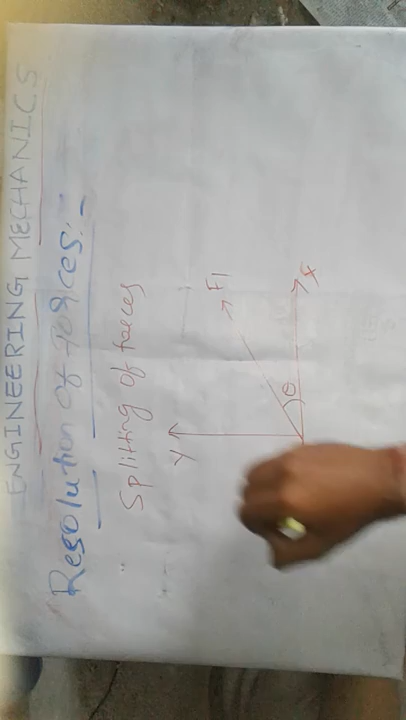 ENGINEERING MECHANICS
Resolution of forces:-
Splitting of forces
Y
F1
θ
X